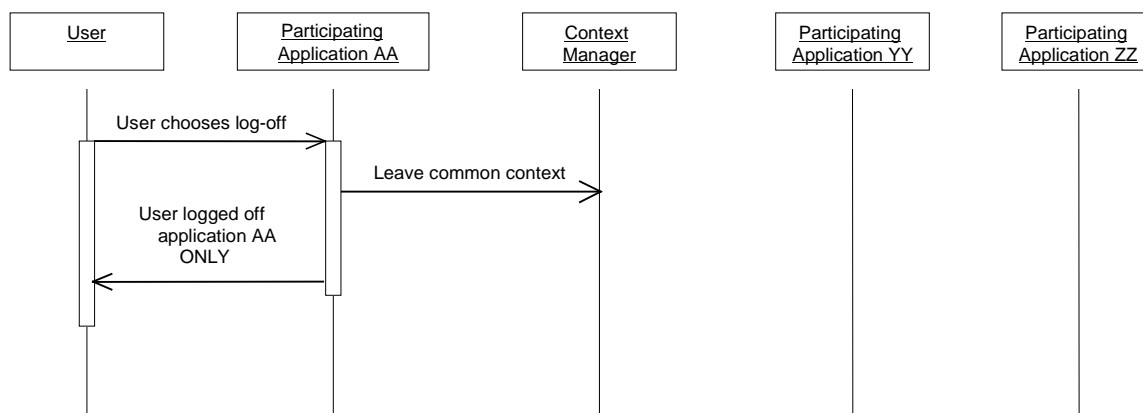 User
Participating
Application AA
Context
Manager
Participating
Application YY
Participating
Application ZZ
User chooses log-off
Leave common context
User logged off
application AA
ONLY